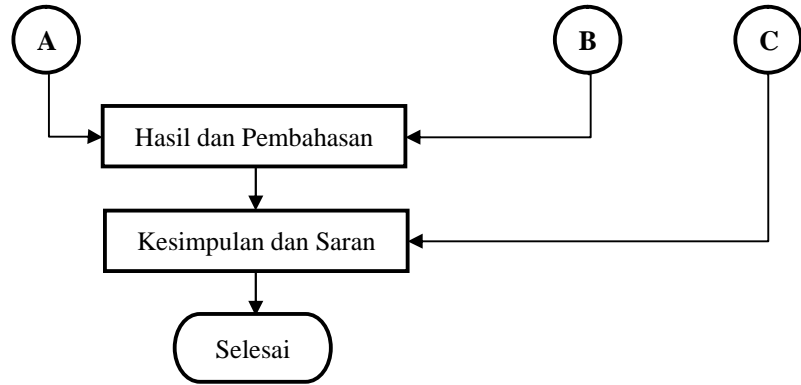 A
B
C
Hasil dan Pembahasan
Kesimpulan dan Saran
Selesai